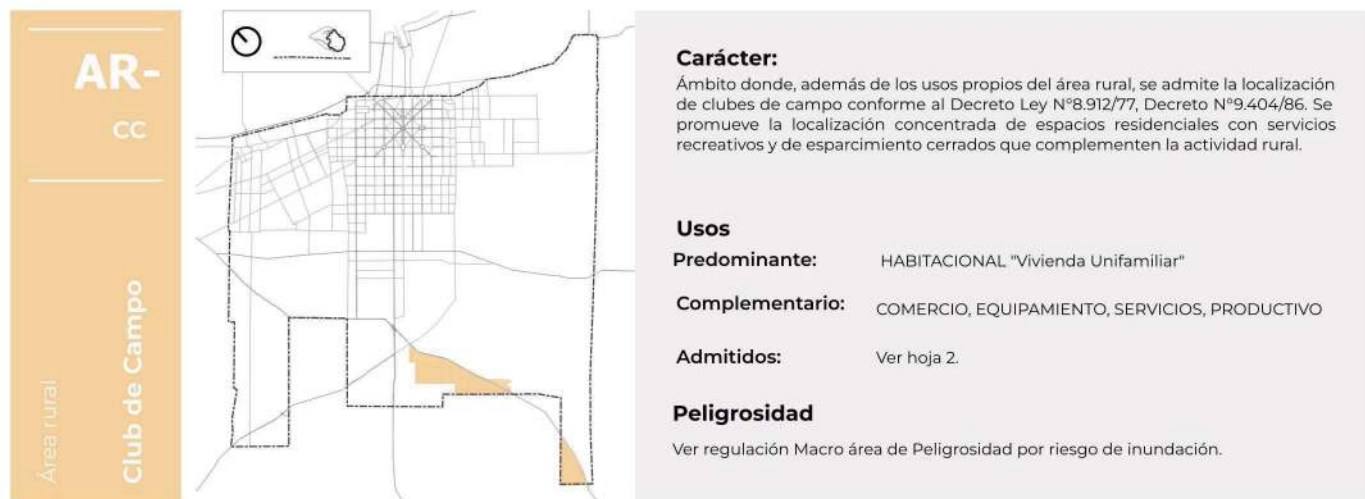 AR-
CC
Área rural
Club de Campo
Carácter:
Ámbito donde, además de los usos propios del área rural, se admite la localización
de clubes de campo conforme al Decreto Ley N°8.912/77, Decreto N°9.404/86. Se
promueve la localización concentrada de espacios residenciales con servicios
recreativos y de esparcimiento cerrados que complementen la actividad rural.
Usos
Predominante: HABITACIONAL "Vivienda Unifamiliar"
Complementario: COMERCIO, EQUIPAMIENTO, SERVICIOS, PRODUCTIVO
Admitidos: Ver hoja 2.
Peligrosidad
Ver regulación Macro área de Peligrosidad por riesgo de inundación.